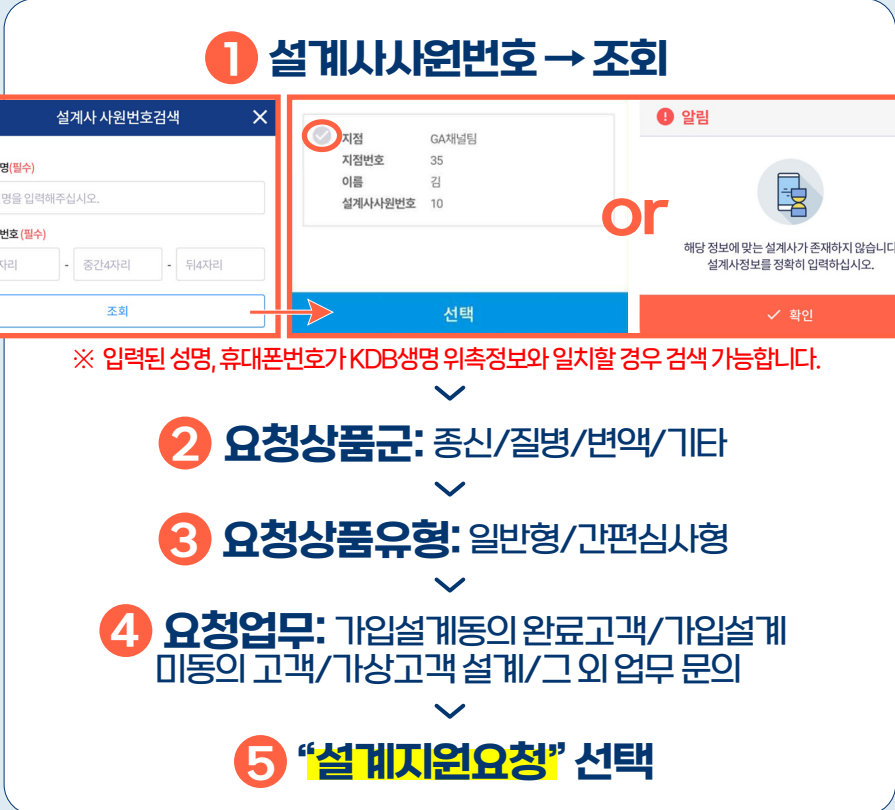 1 설계사사원번호 → 조회
설계사 사원번호검색 ×
명(필수)
명을 입력해주십시오.
번호 (필수)
자리 - 중간4자리 - 뒤4자리
조회
지점 GA채널팀
지점번호 35
이름 김
설계사사원번호 10
선택
or
! 알림
해당 정보에 맞는 설계사가 존재하지 않습니다
설계사정보를 정확히 입력하십시오.
✓ 확인
※ 입력된 성명, 휴대폰번호가 KDB생명 위촉정보와 일치할 경우 검색 가능합니다.
2 요청상품군: 종신/질병/변액/기타
3 요청상품유형: 일반형/간편심사형
4 요청업무: 가입설계동의 완료고객/가입설계
미동의 고객/가상고객 설계/그 외 업무 문의
5 “설계지원요청” 선택